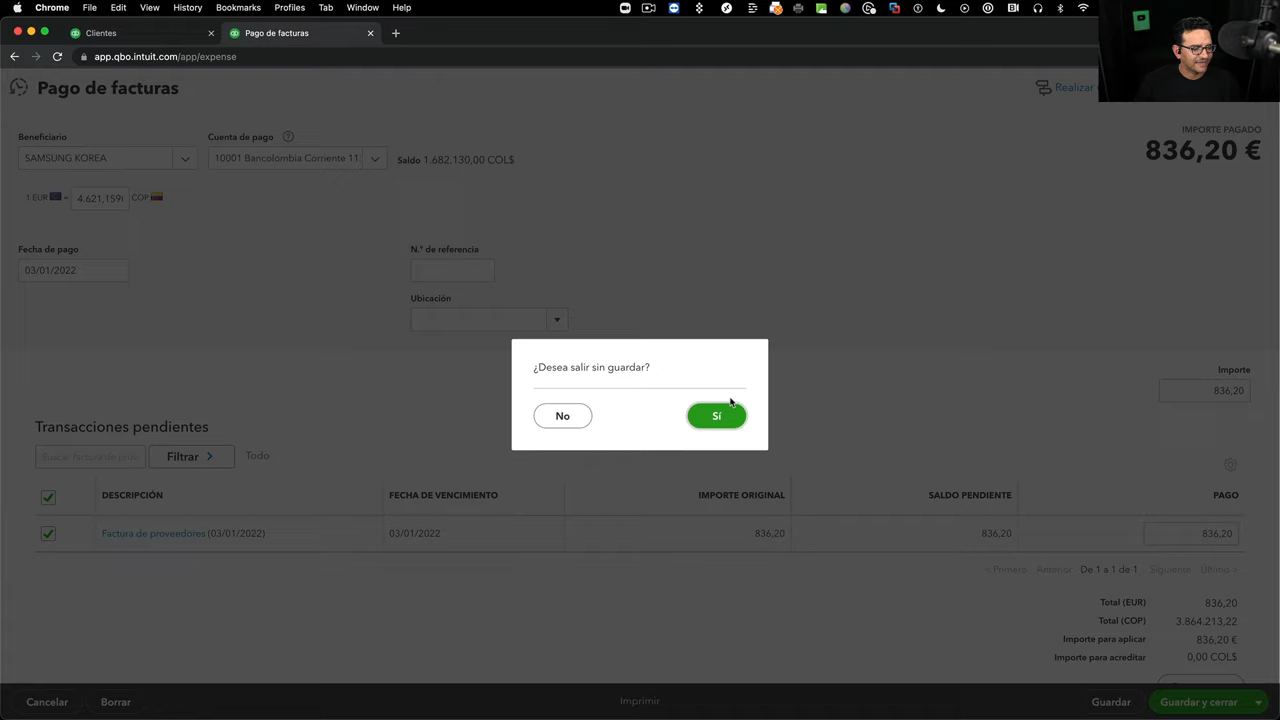 Chrome File Edit View History Bookmarks Profiles Tab Window Help
Clientes
Pago de facturas
app.qbo.intuit.com/app/expense
Pago de facturas
Realizar
Beneficiario
Cuenta de pago
IMPORTE PAGADO
SAMSUNG KOREA
10001 Bancolombia Corriente 11
Saldo 1.682.130,00 COL$
836,20 €
1 EUR = 4.621,159 COP
Fecha de pago
N.° de referencia
03/01/2022
Ubicación
¿Desea salir sin guardar?
Importe
836,20
No
Sí
Transacciones pendientes
Buscar factura de prov
Filtrar
Todo
DESCRIPCIÓN
FECHA DE VENCIMIENTO
IMPORTE ORIGINAL
SALDO PENDIENTE
PAGO
Factura de proveedores (03/01/2022)
03/01/2022
836,20
836,20
836,20
< Primero Anterior De 1 a 1 de 1 Siguiente Último >
Total (EUR) 836,20
Total (COP) 3.864.213,22
Importe para aplicar 836,20 €
Importe para acreditar 0,00 COL$
Cancelar
Borrar
Imprimir
Guardar
Guardar y cerrar